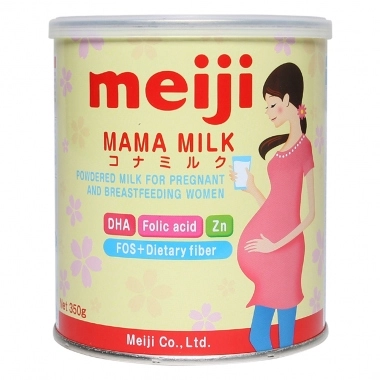 meiji
MAMA MILK
コナミルク
POWDERED MILK FOR PREGNANT
AND BREASTFEEDING WOMEN
DHA Folic acid Zn
FOS+Dietary fiber
Net 350g
Meiji Co., Ltd.